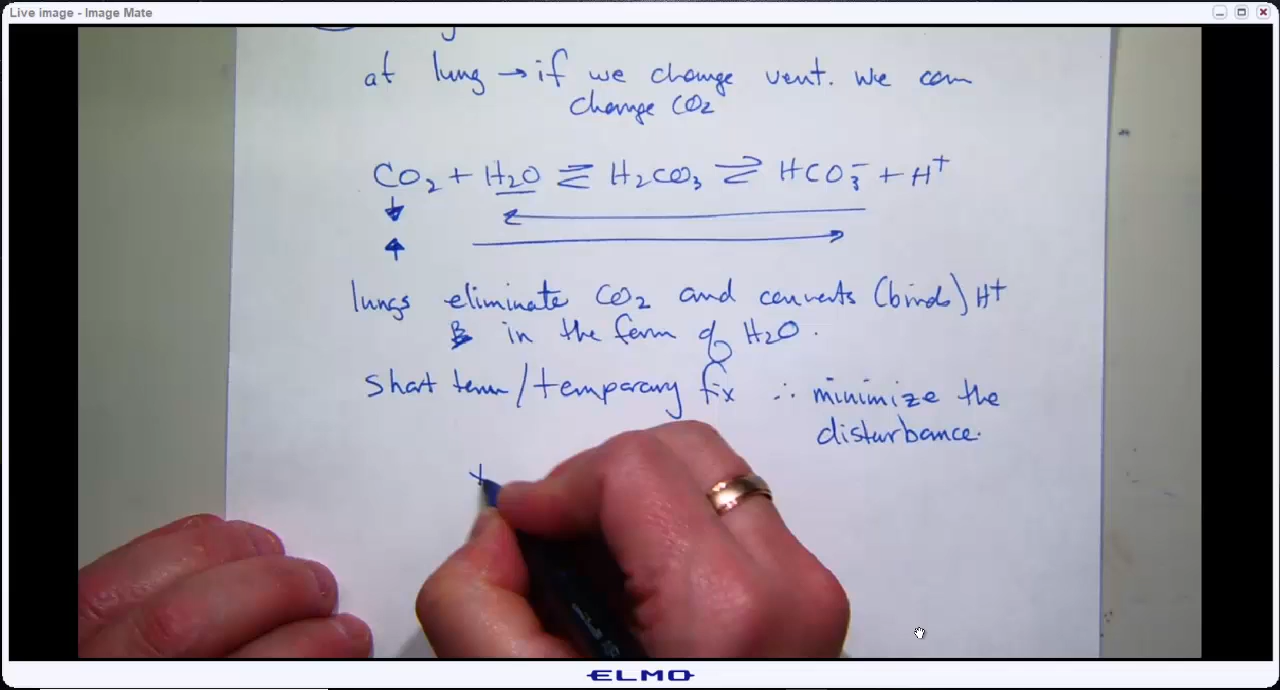 Live image - Image Mate
at lung → if we change vent. we can
change CO2
CO₂ + H₂O ⇌ H₂CO₃ ⇌ HCO₃⁻ + H⁺
lungs eliminate CO₂ and converts (binds) H⁺
in the form of H₂O.
Short term/temporary fix ∴ minimize the
disturbance.
ELMO